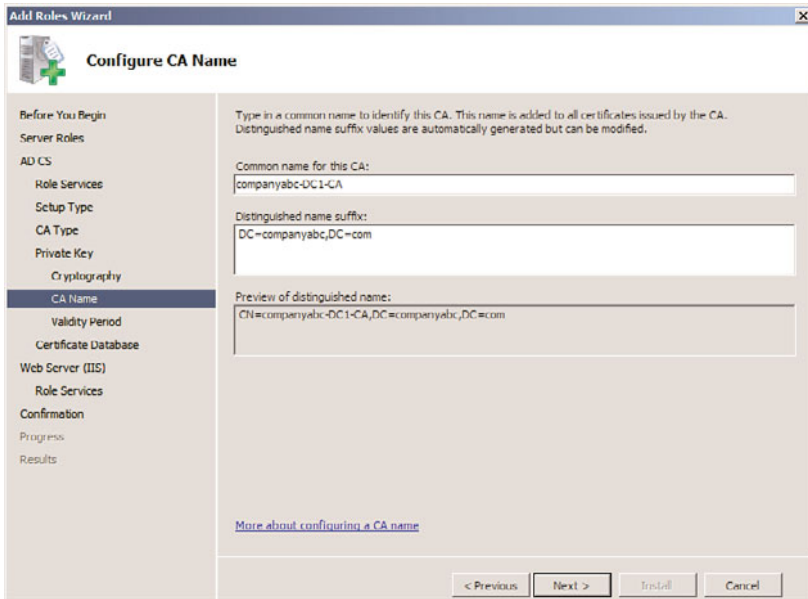 Add Roles Wizard
Configure CA Name
Before You Begin
Server Roles
AD CS
Role Services
Setup Type
CA Type
Private Key
Cryptography
CA Name
Validity Period
Certificate Database
Web Server (IIS)
Role Services
Confirmation
Progress
Results
Type in a common name to identify this CA. This name is added to all certificates issued by the CA.
Distinguished name suffix values are automatically generated but can be modified.
Common name for this CA:
companyabc-DC1-CA
Distinguished name suffix:
DC=companyabc,DC=com
Preview of distinguished name:
CN=companyabc-DC1-CA,DC=companyabc,DC=com
More about configuring a CA name
< Previous
Next >
Install
Cancel